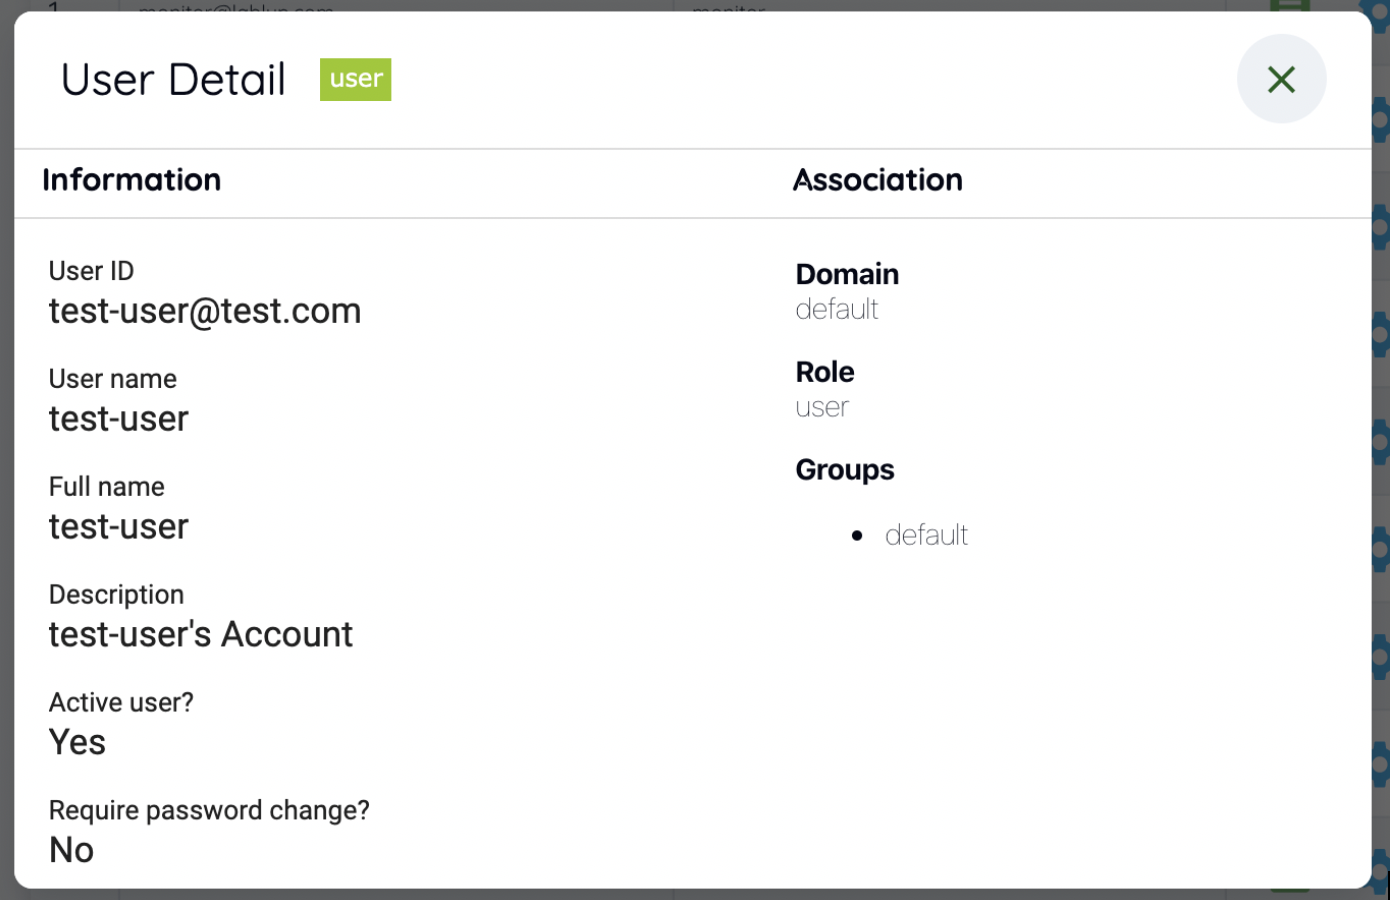 User Detail user
Information
Association
User ID
test-user@test.com
User name
test-user
Full name
test-user
Description
test-user's Account
Active user?
Yes
Require password change?
No
Domain
default
Role
user
Groups
• default